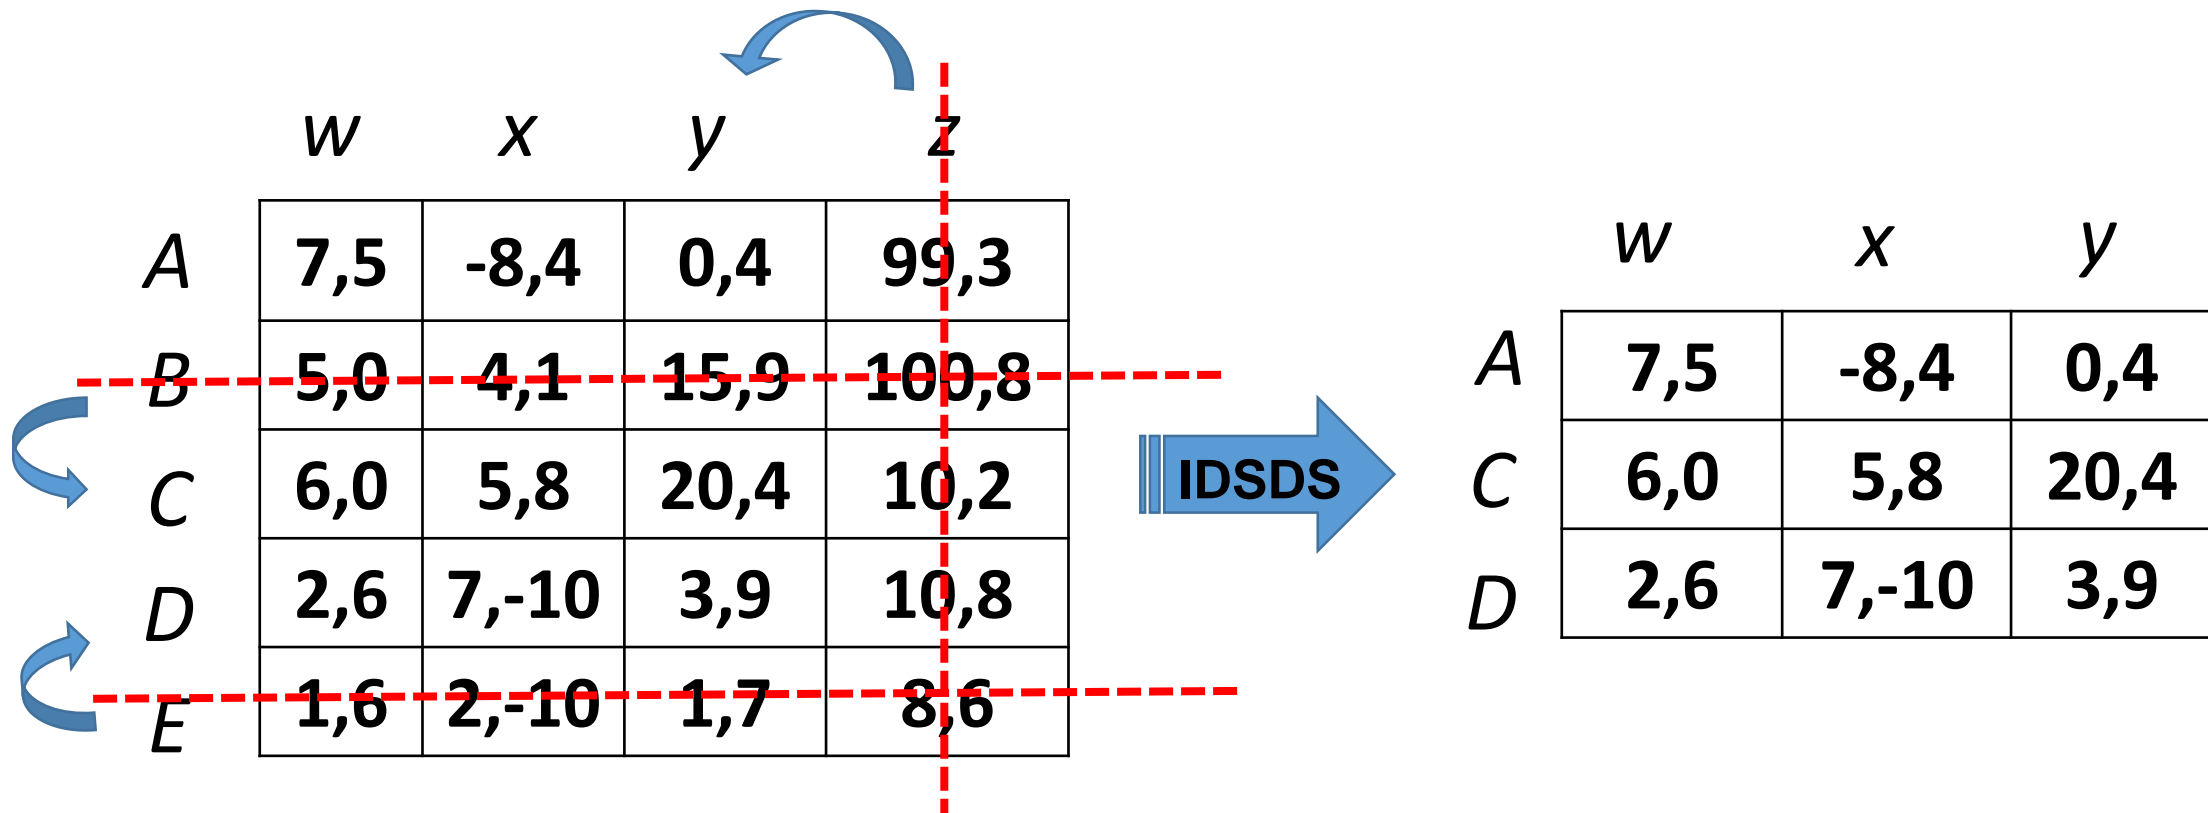 w x y z
A 7,5 -8,4 0,4 99,3
B 5,0 4,1 15,9 100,8
C 6,0 5,8 20,4 10,2
D 2,6 7,-10 3,9 10,8
E 1,6 2,-10 1,7 8,6
IDSDS
w x y
A 7,5 -8,4 0,4
C 6,0 5,8 20,4
D 2,6 7,-10 3,9